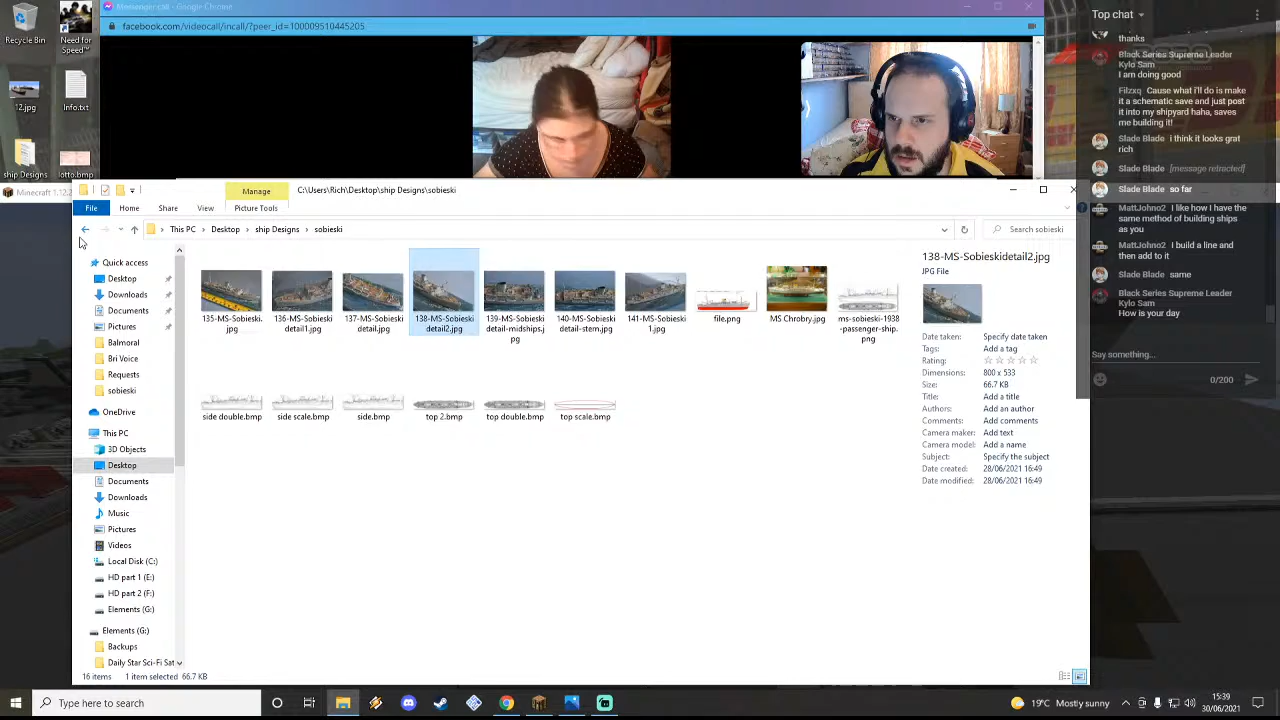 Messenger call - Google Chrome
facebook.com/videocall/incall/?peer_id=100009510445205
Recycle Bin
Need for
Speed™
12.jpg
Info.txt
ship Designs
lotto.bmp
Minecraft 1.12.
Manage
C:\Users\Rich\Desktop\ship Designs\sobieski
File
Home
Share
View
Picture Tools
This PC
Desktop
ship Designs
sobieski
Search sobieski
Quick access
Desktop
Downloads
Documents
Pictures
Balmoral
Bri Voice
Requests
sobieski
OneDrive
This PC
3D Objects
Desktop
Documents
Downloads
Music
Pictures
Videos
Local Disk (C:)
HD part 1 (E:)
HD part 2 (F:)
Elements (G:)
Elements (G:)
Backups
Daily Star Sci-Fi Sat
135-MS-Sobieski.
jpg
136-MS-Sobieski
detail1.jpg
137-MS-Sobieski
detail.jpg
138-MS-Sobieski
detail2.jpg
139-MS-Sobieski
detail-midships.j
pg
140-MS-Sobieski
detail-stem.jpg
141-MS-Sobieski
1.jpg
file.png
MS Chrobry.jpg
ms-sobieski-1938
-passenger-ship.
png
side double.bmp
side scale.bmp
side.bmp
top 2.bmp
top double.bmp
top scale.bmp
138-MS-Sobieskidetail2.jpg
JPG File
Date taken: Specify date taken
Tags: Add a tag
Rating:
Dimensions: 800 x 533
Size: 66.7 KB
Title: Add a title
Authors: Add an author
Comments: Add comments
Camera maker: Add text
Camera model: Add a name
Subject: Specify the subject
Date created: 28/06/2021 16:49
Date modified: 28/06/2021 16:49
16 items
1 item selected 66.7 KB
Top chat
thanks
Black Series Supreme Leader
Kylo Sam
I am doing good
Filzxq Cause what I'll do is make
it a schematic save and just post
it into my shipyard haha, saves
me building it!
Slade Blade i think it looks grat
rich
Slade Blade [message retracted]
Slade Blade so far
MattJohno2 I like how I have the
same method of building ships
as you
MattJohno2 I build a line and
then add to it
Slade Blade same
Black Series Supreme Leader
Kylo Sam
How is your day
Say something...
0/200
Type here to search
19°C Mostly sunny
15:39
30/06/2021